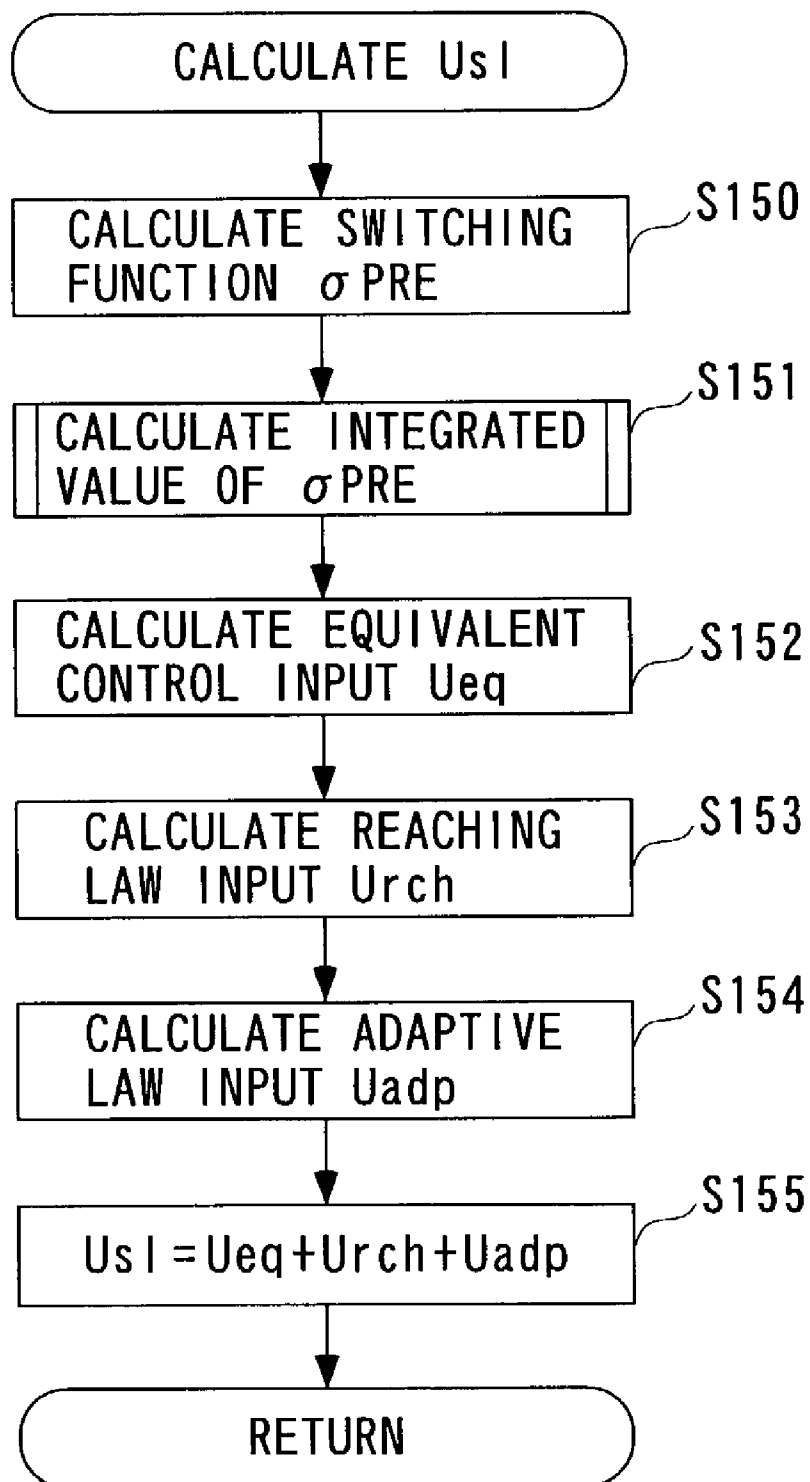 CALCULATE Usl
S150
CALCULATE SWITCHING
FUNCTION σPRE
S151
CALCULATE INTEGRATED
VALUE OF σPRE
S152
CALCULATE EQUIVALENT
CONTROL INPUT Ueq
S153
CALCULATE REACHING
LAW INPUT Urch
S154
CALCULATE ADAPTIVE
LAW INPUT Uadp
S155
Usl=Ueq+Urch+Uadp
RETURN